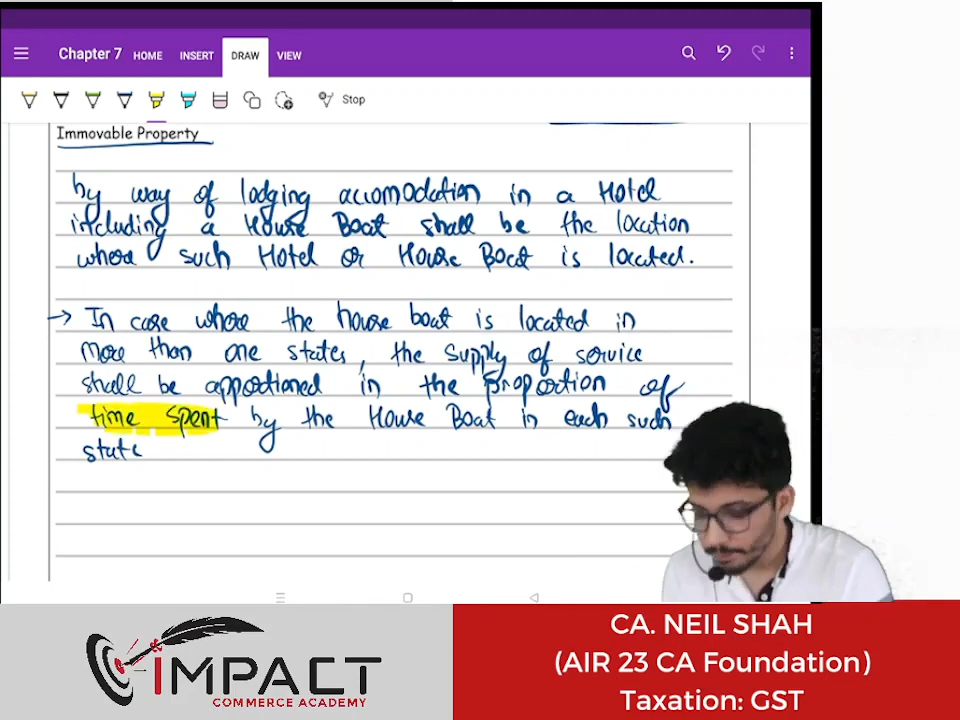 Chapter 7 HOME INSERT DRAW VIEW
Stop
Immovable Property
by way of lodging accomodation in a Hotel
including a House Boat shall be the location
where such Hotel or House Boat is located.
→ In case where the house boat is located in
more than one states, the supply of service
shall be apportioned in the proportion of
time spent by the House Boat in each such
state
IMPACT
COMMERCE ACADEMY
CA. NEIL SHAH
(AIR 23 CA Foundation)
Taxation: GST